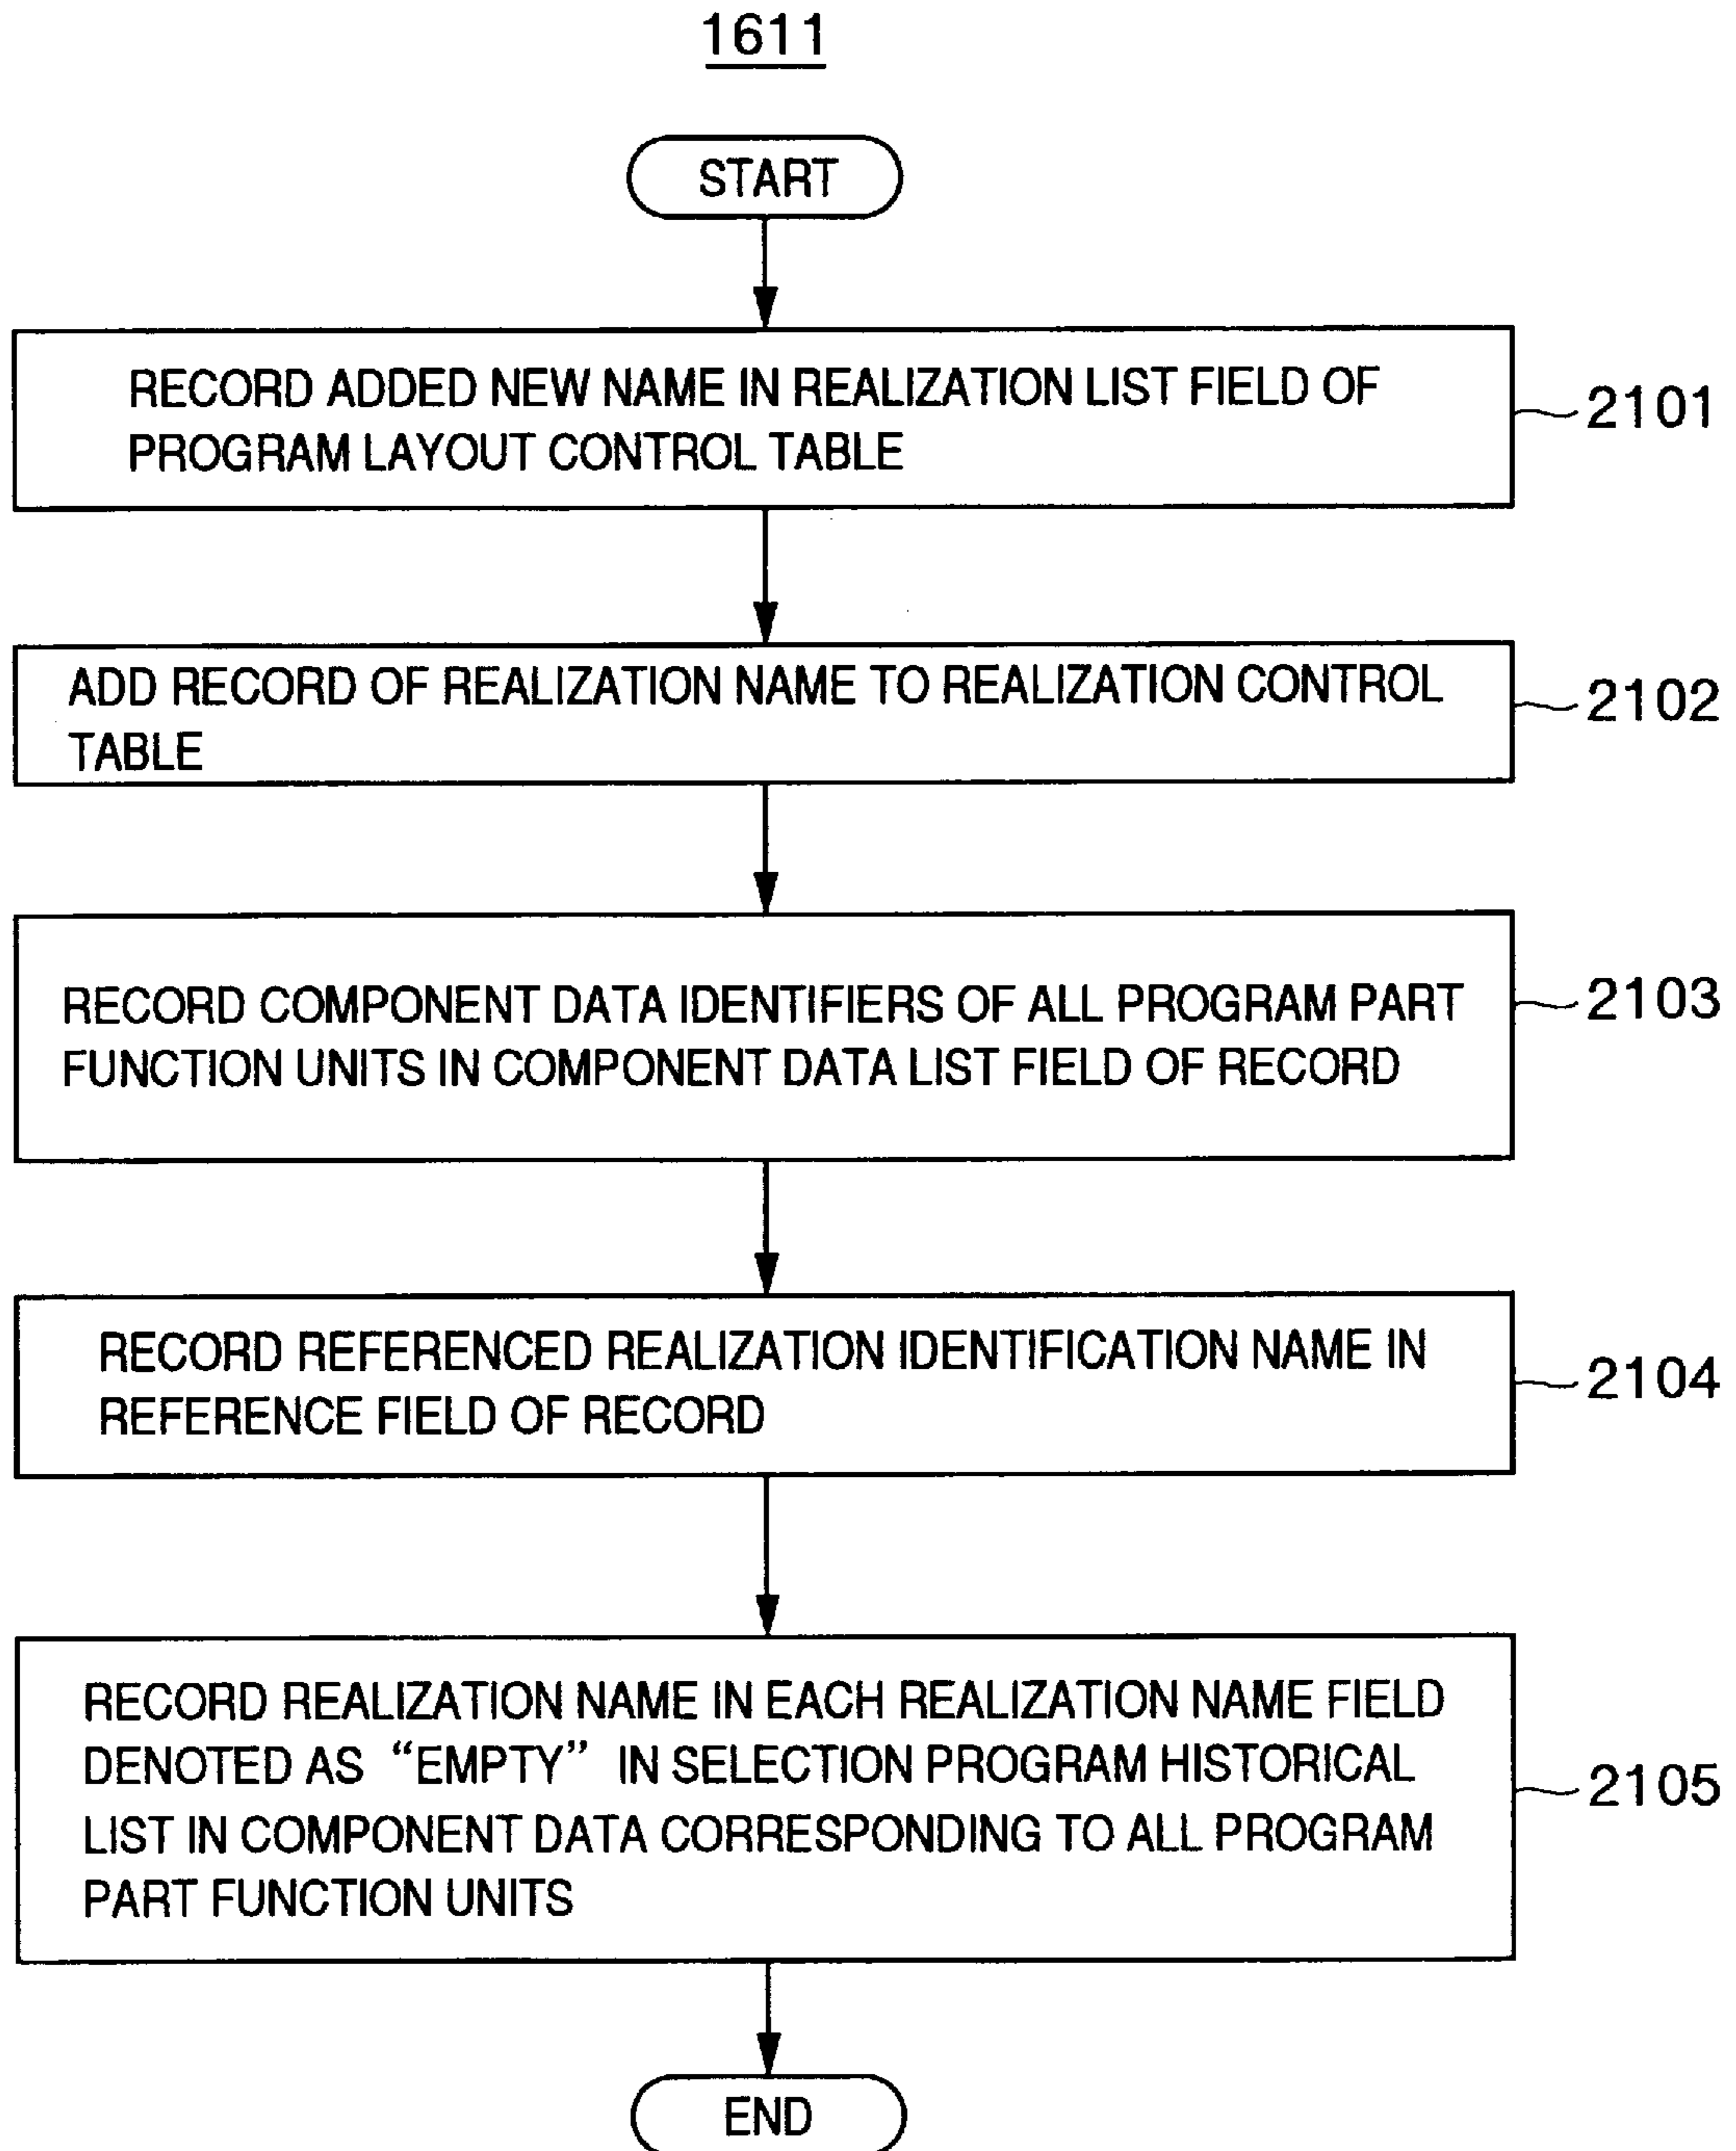 1611
START
RECORD ADDED NEW NAME IN REALIZATION LIST FIELD OF
PROGRAM LAYOUT CONTROL TABLE
2101
ADD RECORD OF REALIZATION NAME TO REALIZATION CONTROL
TABLE
2102
RECORD COMPONENT DATA IDENTIFIERS OF ALL PROGRAM PART
FUNCTION UNITS IN COMPONENT DATA LIST FIELD OF RECORD
2103
RECORD REFERENCED REALIZATION IDENTIFICATION NAME IN
REFERENCE FIELD OF RECORD
2104
RECORD REALIZATION NAME IN EACH REALIZATION NAME FIELD
DENOTED AS “EMPTY” IN SELECTION PROGRAM HISTORICAL
LIST IN COMPONENT DATA CORRESPONDING TO ALL PROGRAM
PART FUNCTION UNITS
2105
END